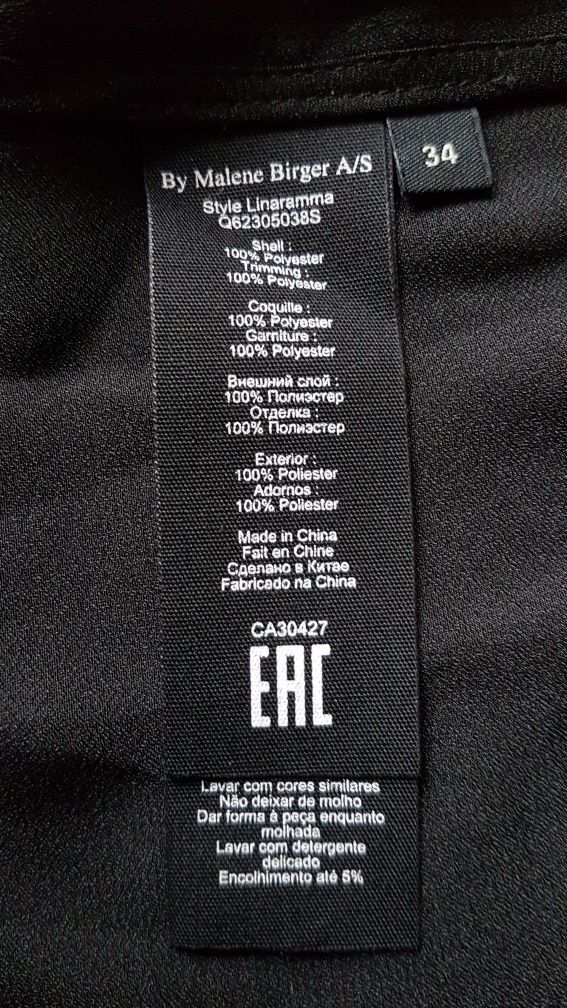 By Malene Birger A/S
34
Style Linaramma
Q62305038S
Shell :
100% Polyester
Trimming :
100% Polyester
Coquille :
100% Polyester
Garniture :
100% Polyester
Внешний слой :
100% Полиэстер
Отделка :
100% Полиэстер
Exterior :
100% Poliester
Adornos :
100% Poliester
Made in China
Fait en Chine
Сделано в Китае
Fabricado na China
CA30427
EAC
Lavar com cores similares
Não deixar de molho
Dar forma à peça enquanto
molhada
Lavar com detergente
delicado
Encolhimento até 5%